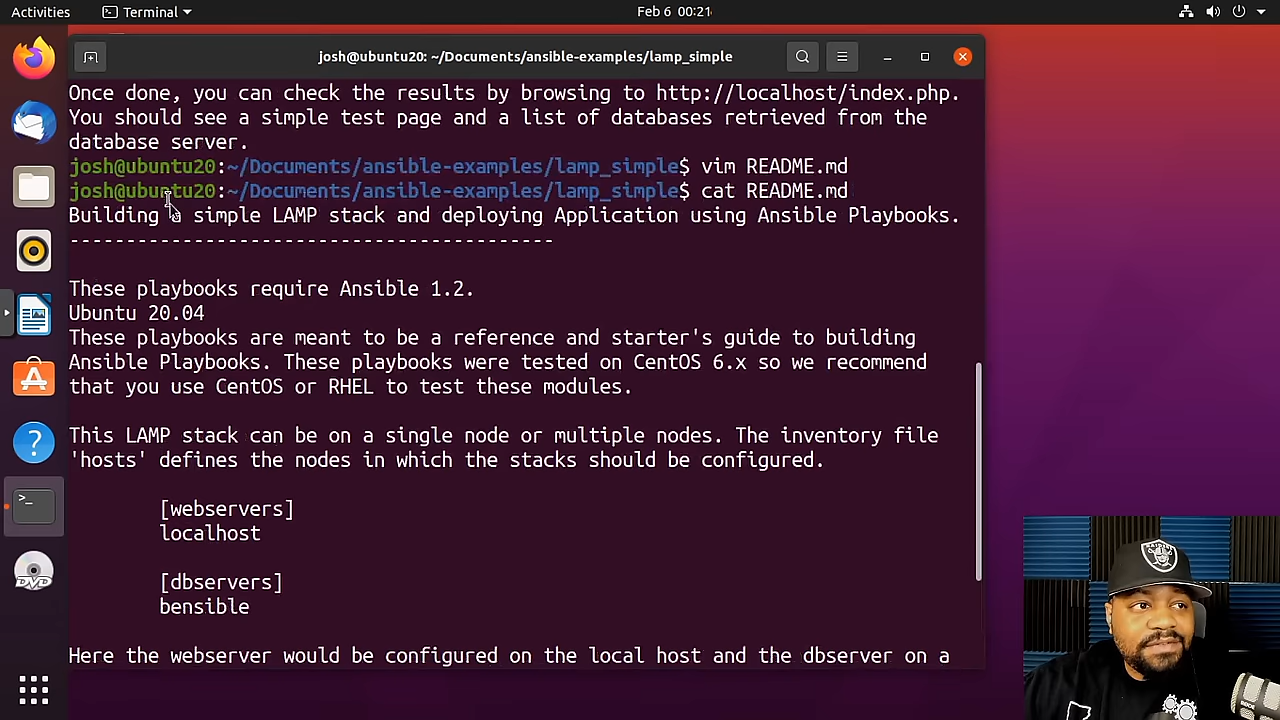 Activities
Terminal
Feb 6 00:21
josh@ubuntu20: ~/Documents/ansible-examples/lamp_simple
Once done, you can check the results by browsing to http://localhost/index.php.
You should see a simple test page and a list of databases retrieved from the
database server.
josh@ubuntu20:~/Documents/ansible-examples/lamp_simple$ vim README.md
josh@ubuntu20:~/Documents/ansible-examples/lamp_simple$ cat README.md
Building a simple LAMP stack and deploying Application using Ansible Playbooks.
-------------------------------------------
These playbooks require Ansible 1.2.
Ubuntu 20.04
These playbooks are meant to be a reference and starter's guide to building
Ansible Playbooks. These playbooks were tested on CentOS 6.x so we recommend
that you use CentOS or RHEL to test these modules.
This LAMP stack can be on a single node or multiple nodes. The inventory file
'hosts' defines the nodes in which the stacks should be configured.
[webservers]
localhost
[dbservers]
bensible
Here the webserver would be configured on the local host and the dbserver on a
DVD
RAIDERS